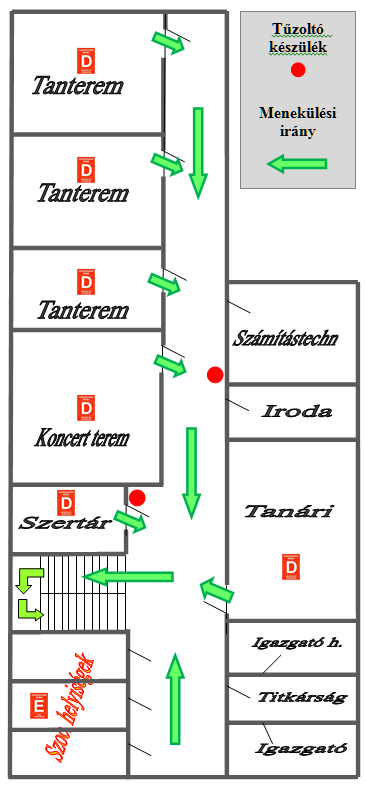 Tűzoltó
készülék
Menekülési
irány
D
Tanterem
D
Tanterem
D
Tanterem
Számítástechn
D
Koncert terem
Iroda
D
Szertár
Tanári
D
Igazgató h.
Szoc. helyiségek
E
Titkárság
Igazgató